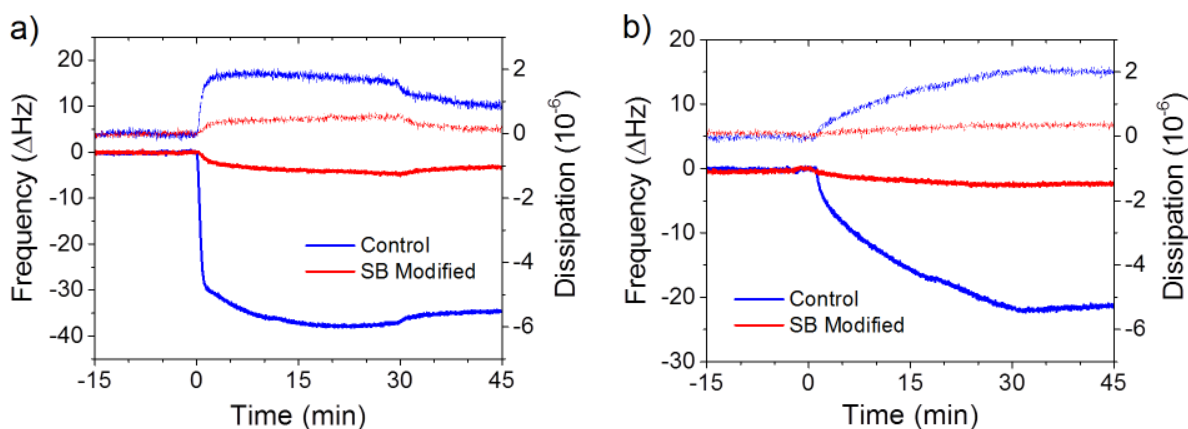 a)
Frequency (ΔHz)
20
10
0
-10
-20
-30
-40
Control
SB Modified
2
0
-2
-4
-6
Dissipation (10⁻⁶)
-15 0 15 30 45
Time (min)
b)
Frequency (ΔHz)
20
10
0
-10
-20
-30
Control
SB Modified
2
0
-2
-4
-6
Dissipation (10⁻⁶)
-15 0 15 30 45
Time (min)